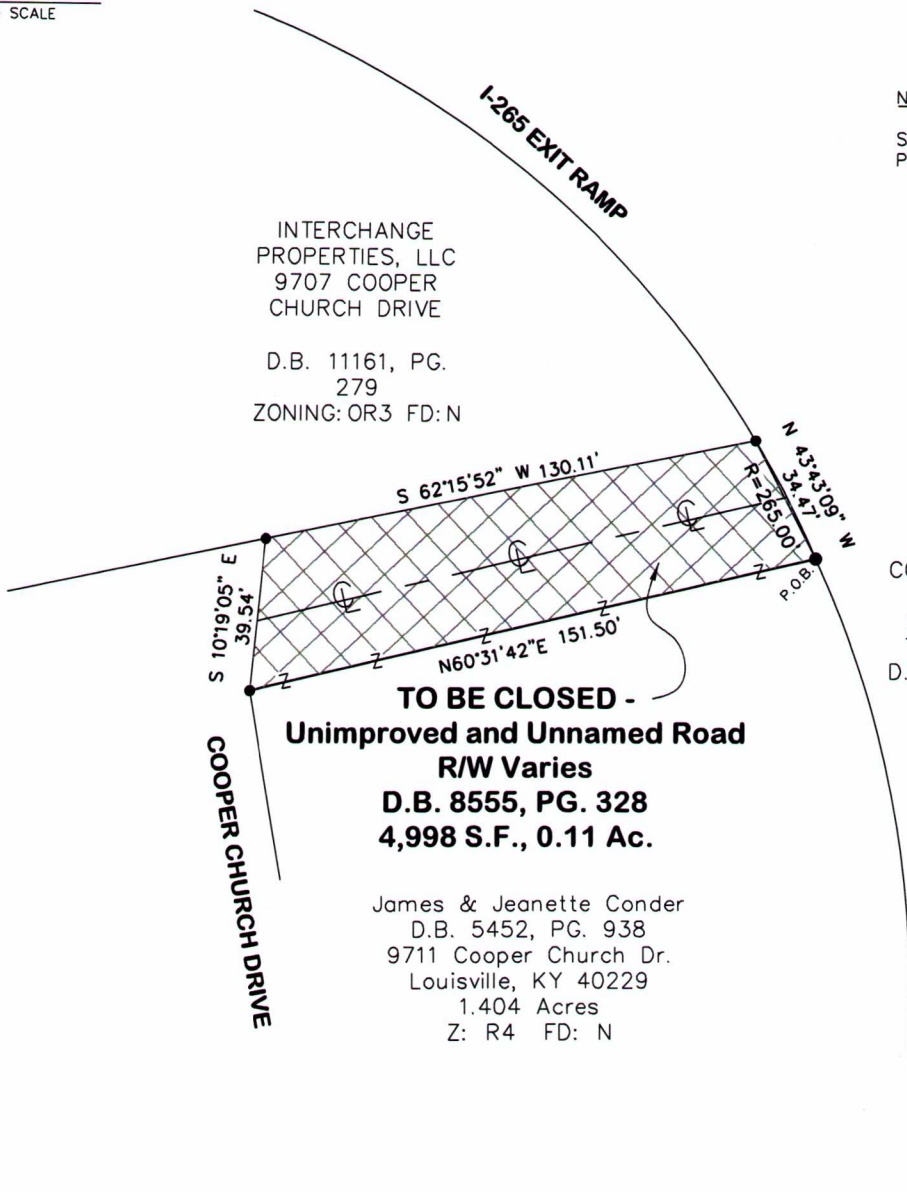 SCALE
I-265 EXIT RAMP
N
S
P
INTERCHANGE
PROPERTIES, LLC
9707 COOPER
CHURCH DRIVE
D.B. 11161, PG.
279
ZONING: OR3 FD: N
S 62°15'52" W 130.11'
N 43°43'09" W
34.47'
R=265.00'
P.O.B.
S 10°19'05" E
39.54'
CL
CL
CL
Z
Z
Z
Z
Z
N60°31'42"E 151.50'
CO
D.
TO BE CLOSED -
Unimproved and Unnamed Road
R/W Varies
D.B. 8555, PG. 328
4,998 S.F., 0.11 Ac.
COOPER CHURCH DRIVE
James & Jeanette Conder
D.B. 5452, PG. 938
9711 Cooper Church Dr.
Louisville, KY 40229
1.404 Acres
Z: R4 FD: N